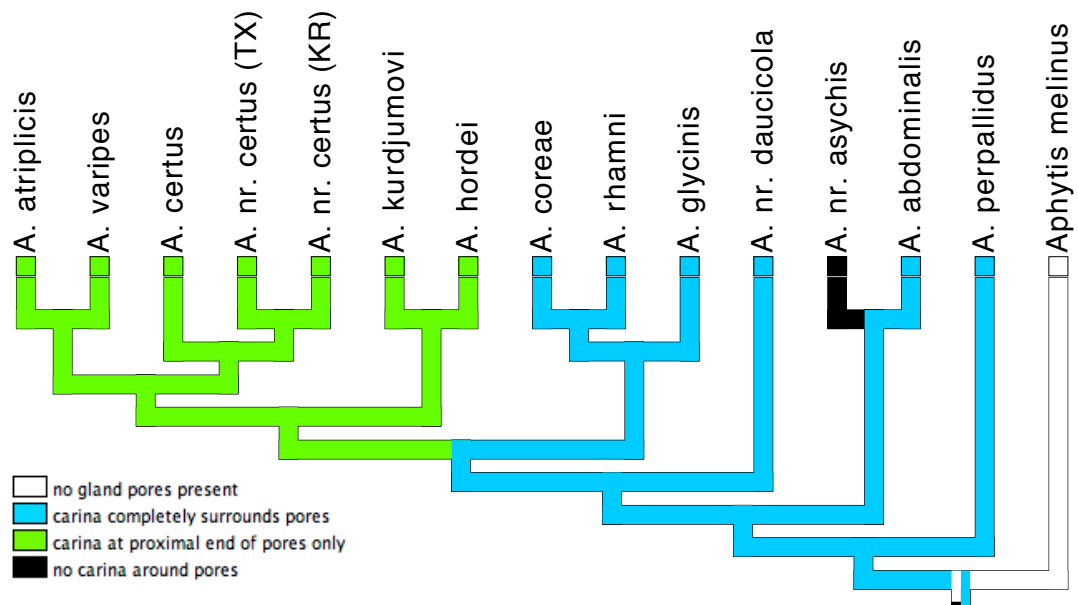 A. atriplicis
A. varipes
A. certus
A. nr. certus (TX)
A. nr. certus (KR)
A. kurdjumovi
A. hordei
A. coreae
A. rhamni
A. glycinis
A. nr. daucicola
A. nr. asychis
A. abdominalis
A. perpallidus
Aphytis melinus
no gland pores present
carina completely surrounds pores
carina at proximal end of pores only
no carina around pores